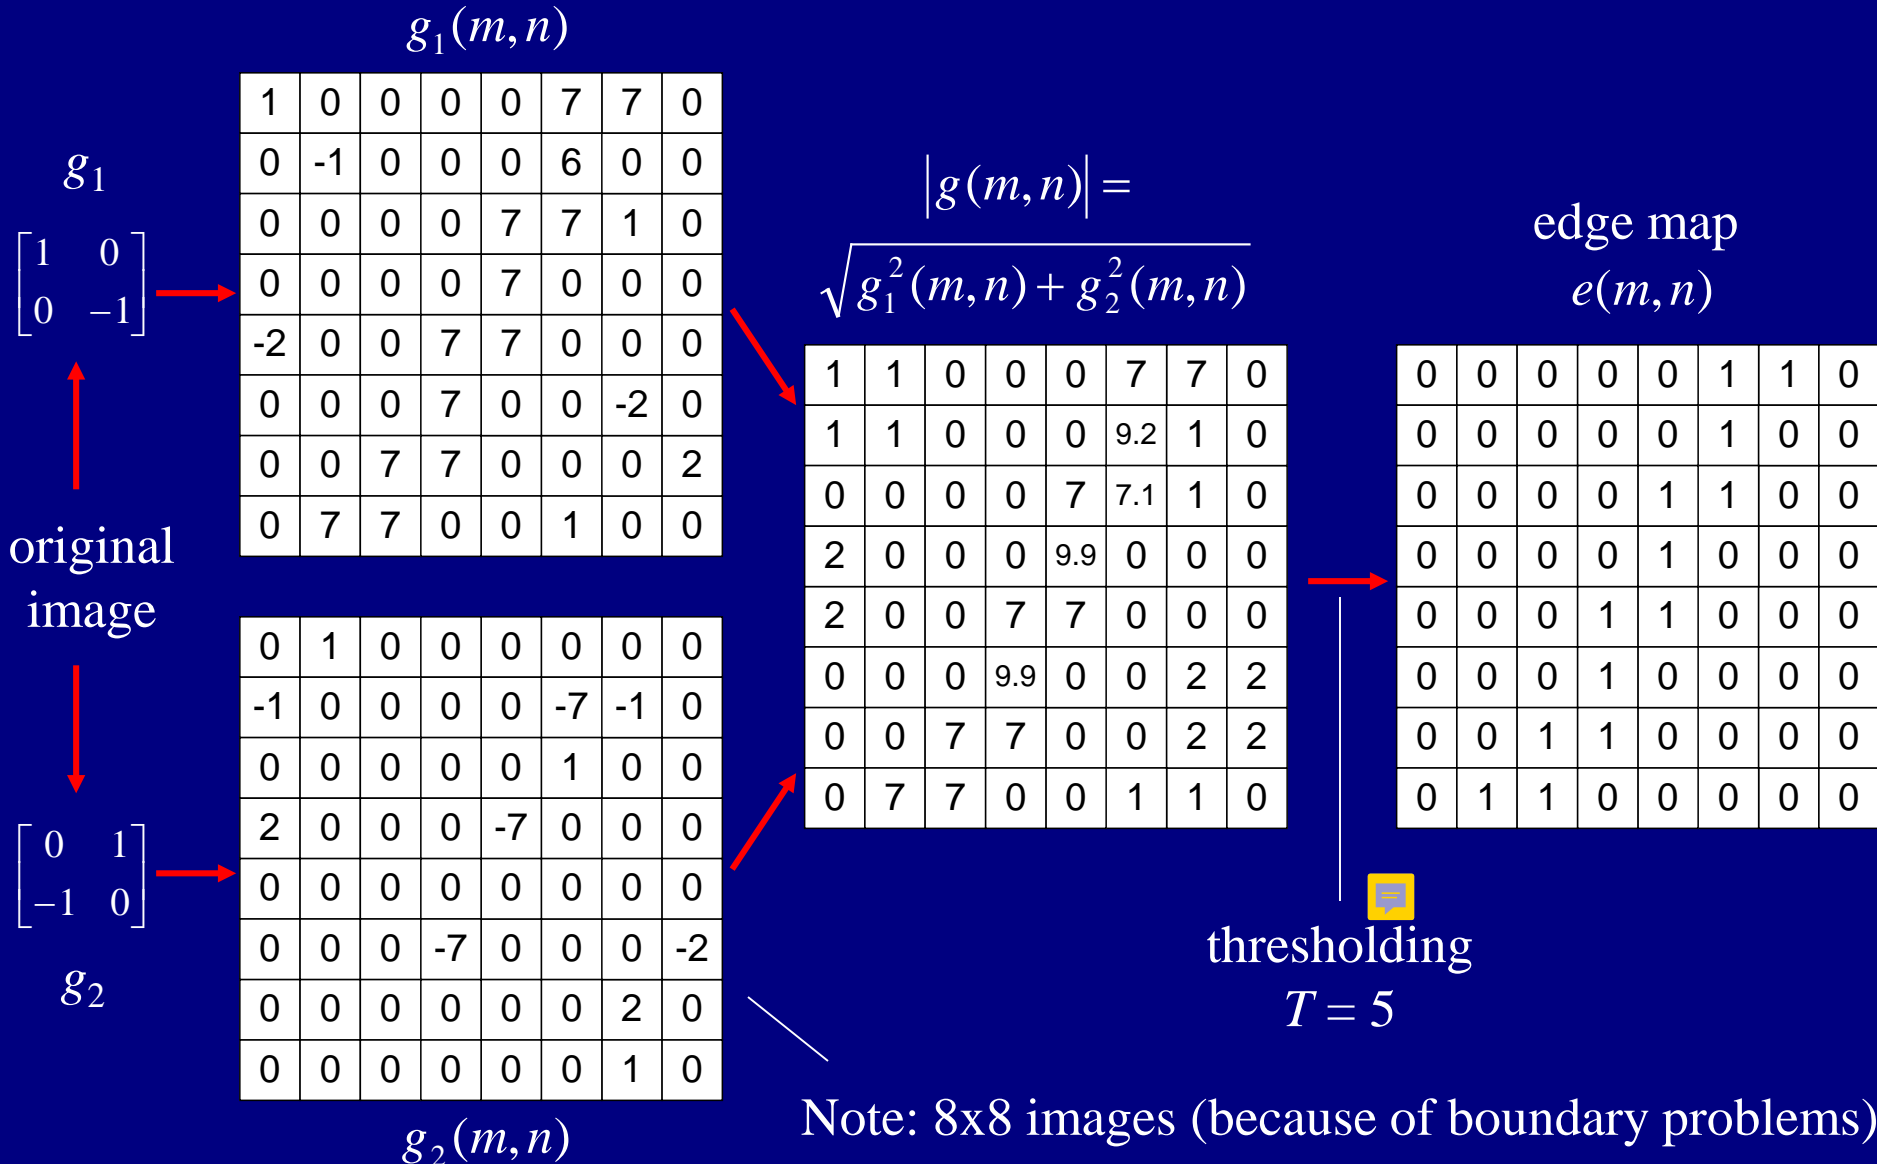 g₁(m,n)
1 0 0 0 0 7 7 0
0 -1 0 0 0 6 0 0
0 0 0 0 7 7 1 0
0 0 0 0 7 0 0 0
-2 0 0 7 7 0 0 0
0 0 0 7 0 0 -2 0
0 0 7 7 0 0 0 2
0 7 7 0 0 1 0 0
g₁
1 0
0 −1
original
image
0 1
−1 0
g₂
0 1 0 0 0 0 0 0
-1 0 0 0 0 -7 -1 0
0 0 0 0 0 1 0 0
2 0 0 0 -7 0 0 0
0 0 0 0 0 0 0 0
0 0 0 -7 0 0 0 -2
0 0 0 0 0 0 2 0
0 0 0 0 0 0 1 0
g₂(m,n)
|g(m,n)| =
√g₁²(m,n) + g₂²(m,n)
1 1 0 0 0 7 7 0
1 1 0 0 0 9.2 1 0
0 0 0 0 7 7.1 1 0
2 0 0 0 9.9 0 0 0
2 0 0 7 7 0 0 0
0 0 0 9.9 0 0 2 2
0 0 7 7 0 0 2 2
0 7 7 0 0 1 1 0
edge map
e(m,n)
0 0 0 0 0 1 1 0
0 0 0 0 0 1 0 0
0 0 0 0 1 1 0 0
0 0 0 0 1 0 0 0
0 0 0 1 1 0 0 0
0 0 0 1 0 0 0 0
0 0 1 1 0 0 0 0
0 1 1 0 0 0 0 0
thresholding
T = 5
Note: 8x8 images (because of boundary problems)